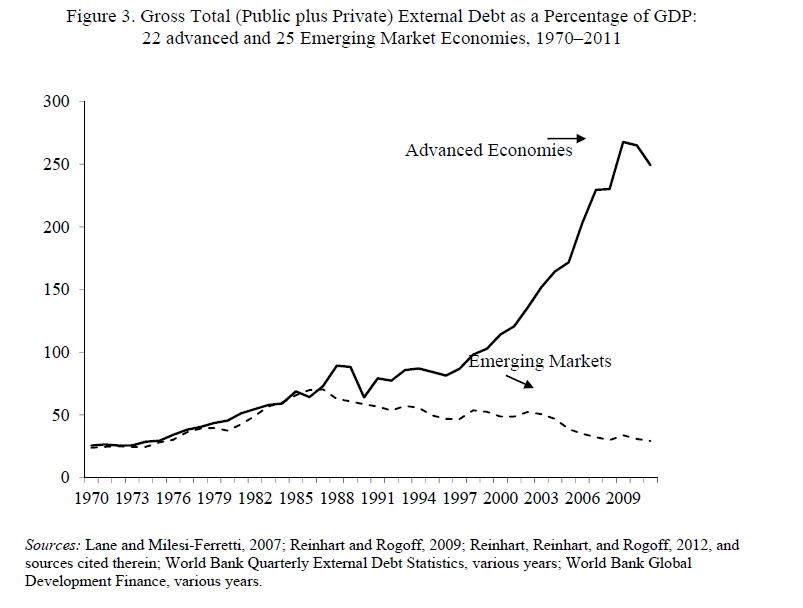 Figure 3. Gross Total (Public plus Private) External Debt as a Percentage of GDP:
22 advanced and 25 Emerging Market Economies, 1970–2011
300
250
200
150
100
50
0
Advanced Economies
Emerging Markets
1970 1973 1976 1979 1982 1985 1988 1991 1994 1997 2000 2003 2006 2009
Sources: Lane and Milesi-Ferretti, 2007; Reinhart and Rogoff, 2009; Reinhart, Reinhart, and Rogoff, 2012, and
sources cited therein; World Bank Quarterly External Debt Statistics, various years; World Bank Global
Development Finance, various years.